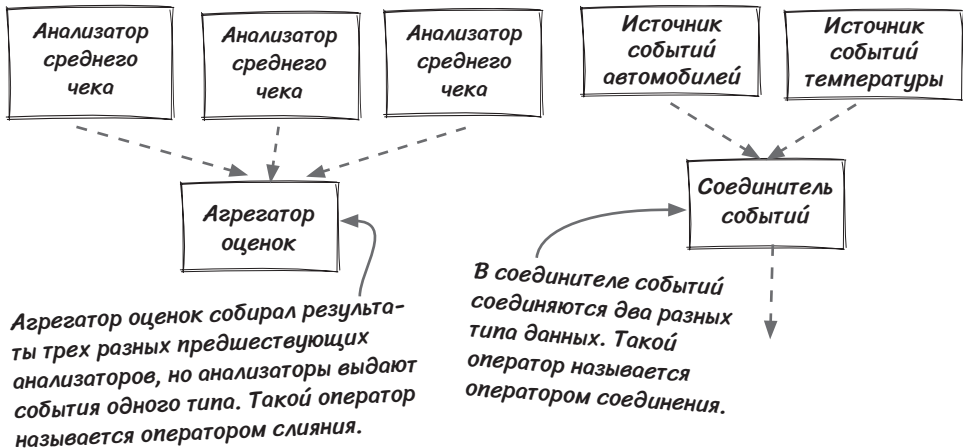 Анализатор
среднего
чека
Анализатор
среднего
чека
Анализатор
среднего
чека
Источник
событий
автомобилей
Источник
событий
температуры
Агрегатор
оценок
Соединитель
событий
Агрегатор оценок собирал результа-
ты трех разных предшествующих
анализаторов, но анализаторы выдают
события одного типа. Такой оператор
называется оператором слияния.
В соединителе событий
соединяются два разных
типа данных. Такой
оператор называется
оператором соединения.